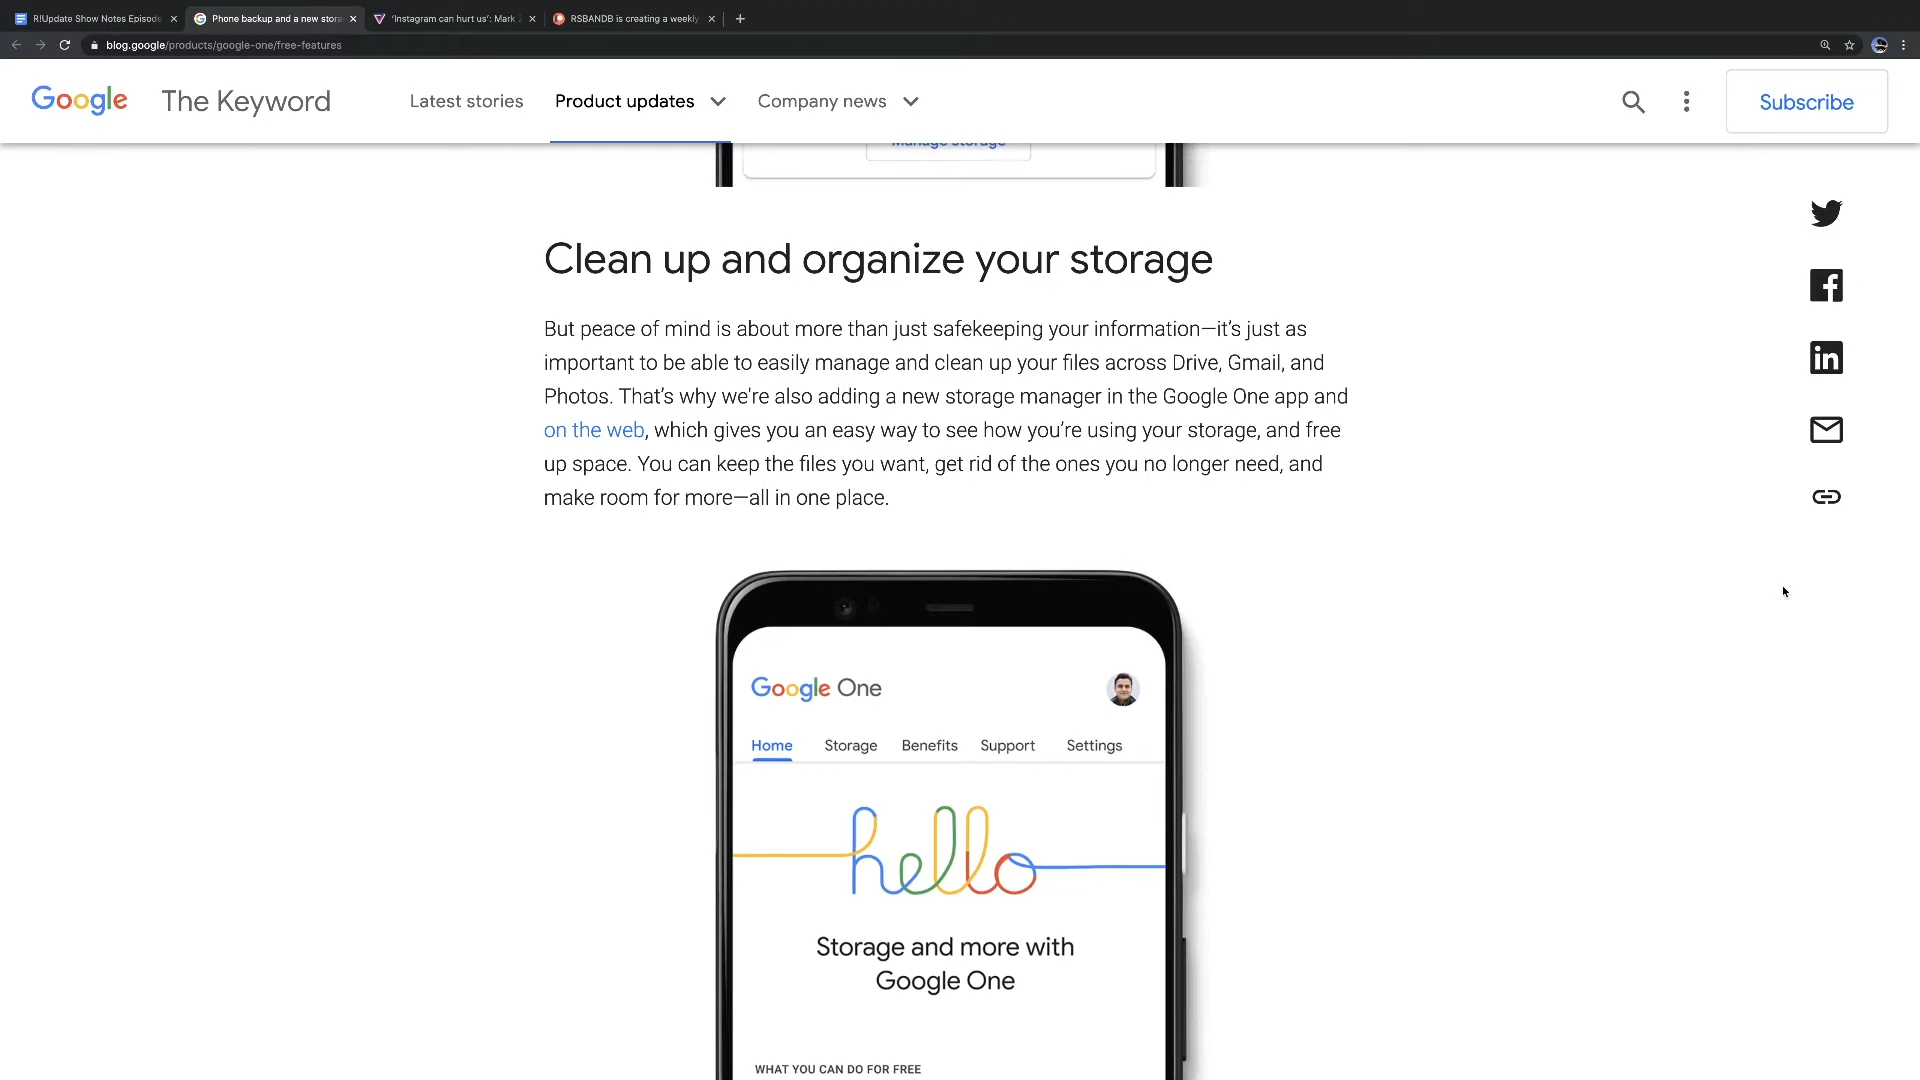 R!Update Show Notes Episode
Phone backup and a new stora
'Instagram can hurt us': Mark Z
RSBANDB is creating a weekly
blog.google/products/google-one/free-features
Google The Keyword
Latest stories
Product updates
Company news
Subscribe
Manage storage
Clean up and organize your storage
But peace of mind is about more than just safekeeping your information—it’s just as
important to be able to easily manage and clean up your files across Drive, Gmail, and
Photos. That’s why we're also adding a new storage manager in the Google One app and
on the web, which gives you an easy way to see how you’re using your storage, and free
up space. You can keep the files you want, get rid of the ones you no longer need, and
make room for more—all in one place.
Google One
Home Storage Benefits Support Settings
hello
Storage and more with
Google One
WHAT YOU CAN DO FOR FREE